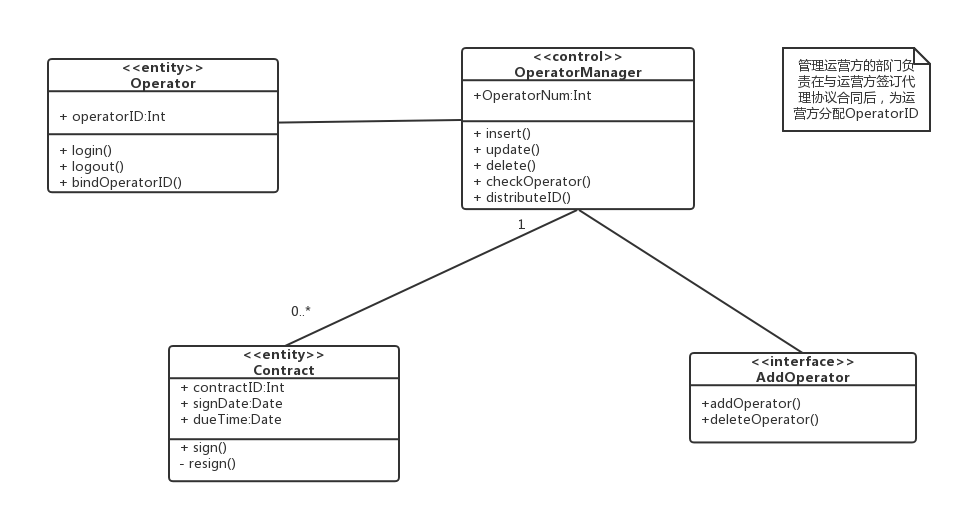 <<entity>>
Operator
+ operatorID:Int
+ login()
+ logout()
+ bindOperatorID()
<<control>>
OperatorManager
+OperatorNum:Int
+ insert()
+ update()
+ delete()
+ checkOperator()
+ distributeID()
管理运营方的部门负
责在与运营方签订代
理协议合同后，为运
营方分配OperatorID
1
0..*
<<entity>>
Contract
+ contractID:Int
+ signDate:Date
+ dueTime:Date
+ sign()
- resign()
<<interface>>
AddOperator
+addOperator()
+deleteOperator()